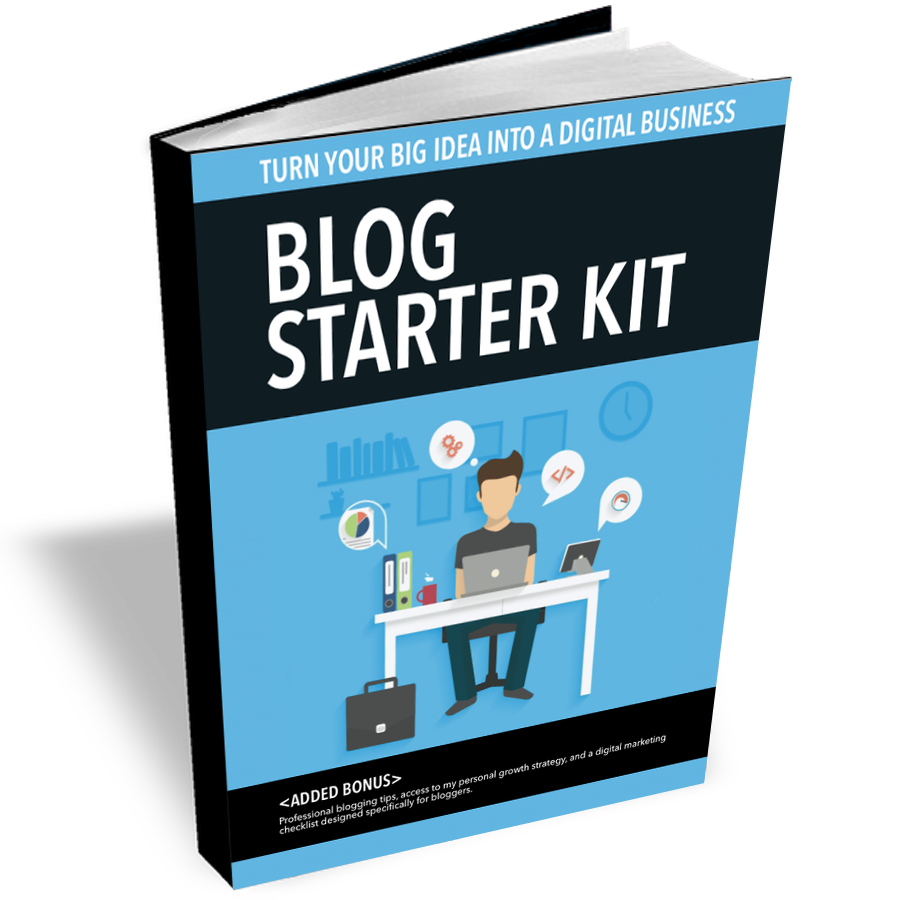 TURN YOUR BIG IDEA INTO A DIGITAL BUSINESS
BLOG
STARTER KIT
</>
<ADDED BONUS>
Professional blogging tips, access to my personal growth strategy, and a digital marketing
checklist designed specifically for bloggers.